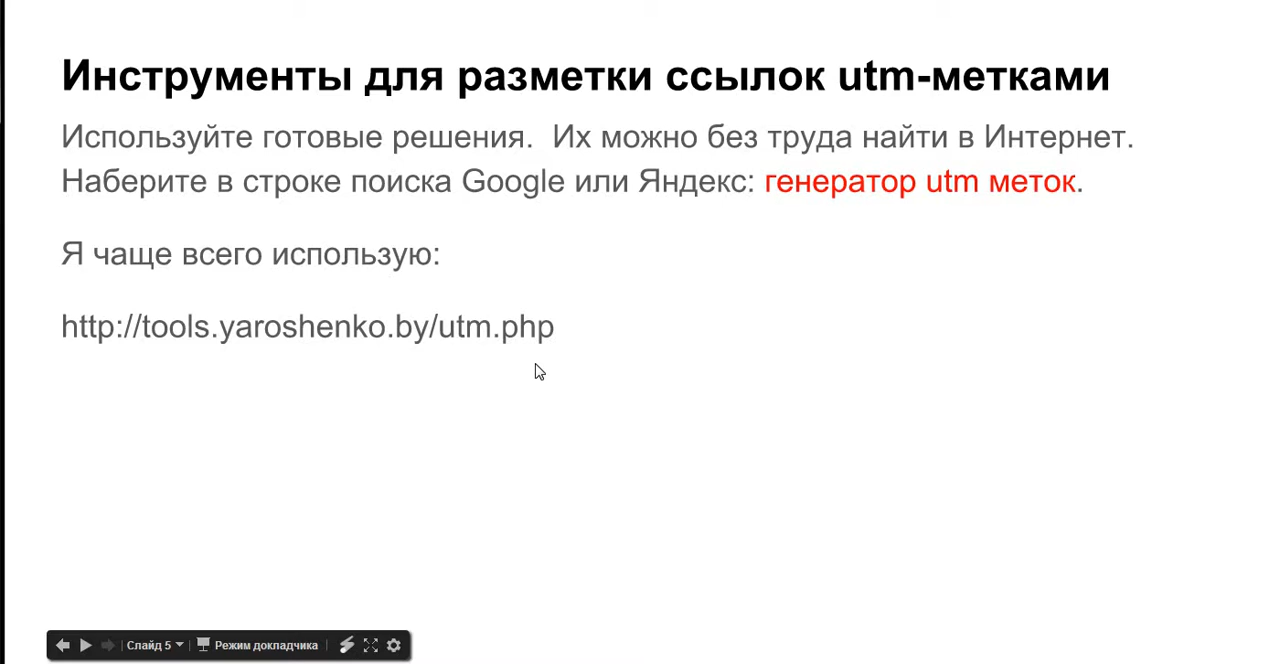 Инструменты для разметки ссылок utm-метками
Используйте готовые решения.  Их можно без труда найти в Интернет.
Наберите в строке поиска Google или Яндекс: генератор utm меток.
Я чаще всего использую:
http://tools.yaroshenko.by/utm.php
Слайд 5
Режим докладчика